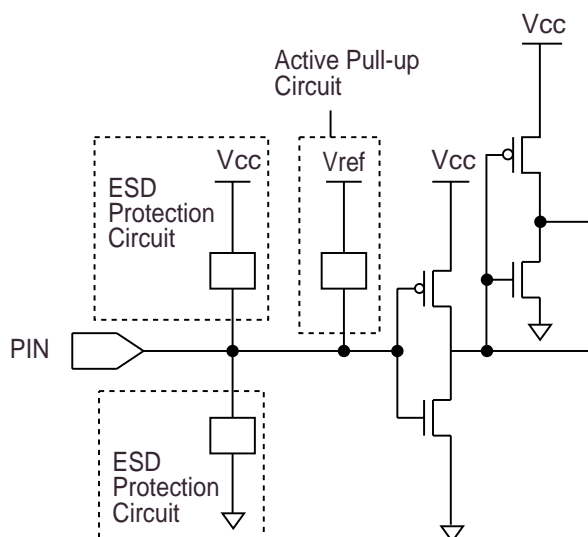 Vcc
Active Pull-up
Circuit
Vcc
Vref
Vcc
ESD
Protection
Circuit
PIN
ESD
Protection
Circuit